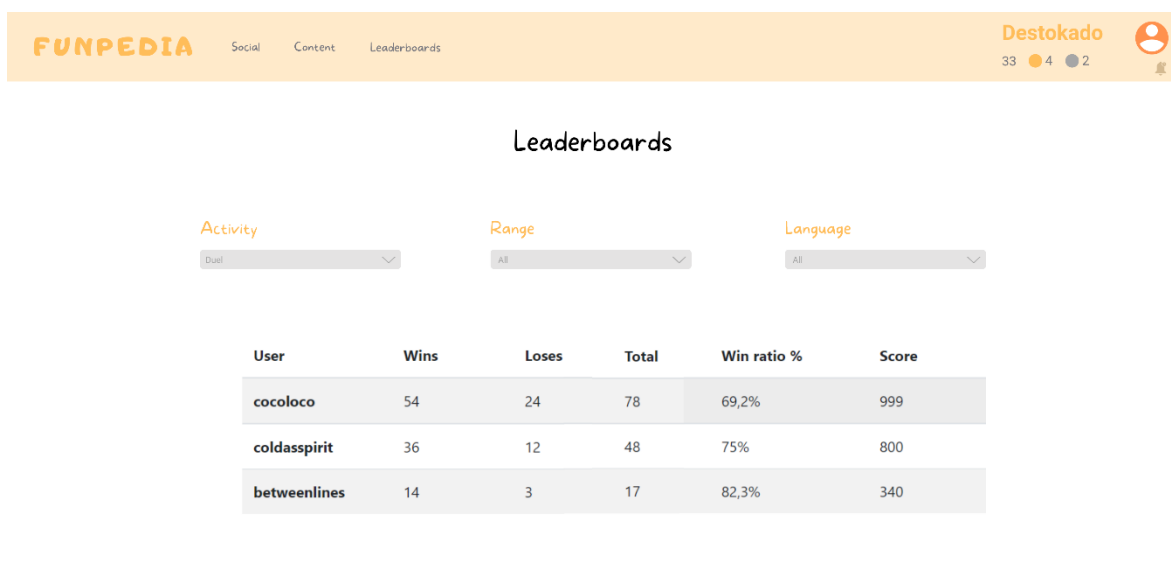 FUNPEDIA Social Content Leaderboards Destokado
33 4 2
Leaderboards
Activity Range Language
Duel All All
User Wins Loses Total Win ratio % Score
cocoloco 54 24 78 69,2% 999
coldasspirit 36 12 48 75% 800
betweenlines 14 3 17 82,3% 340